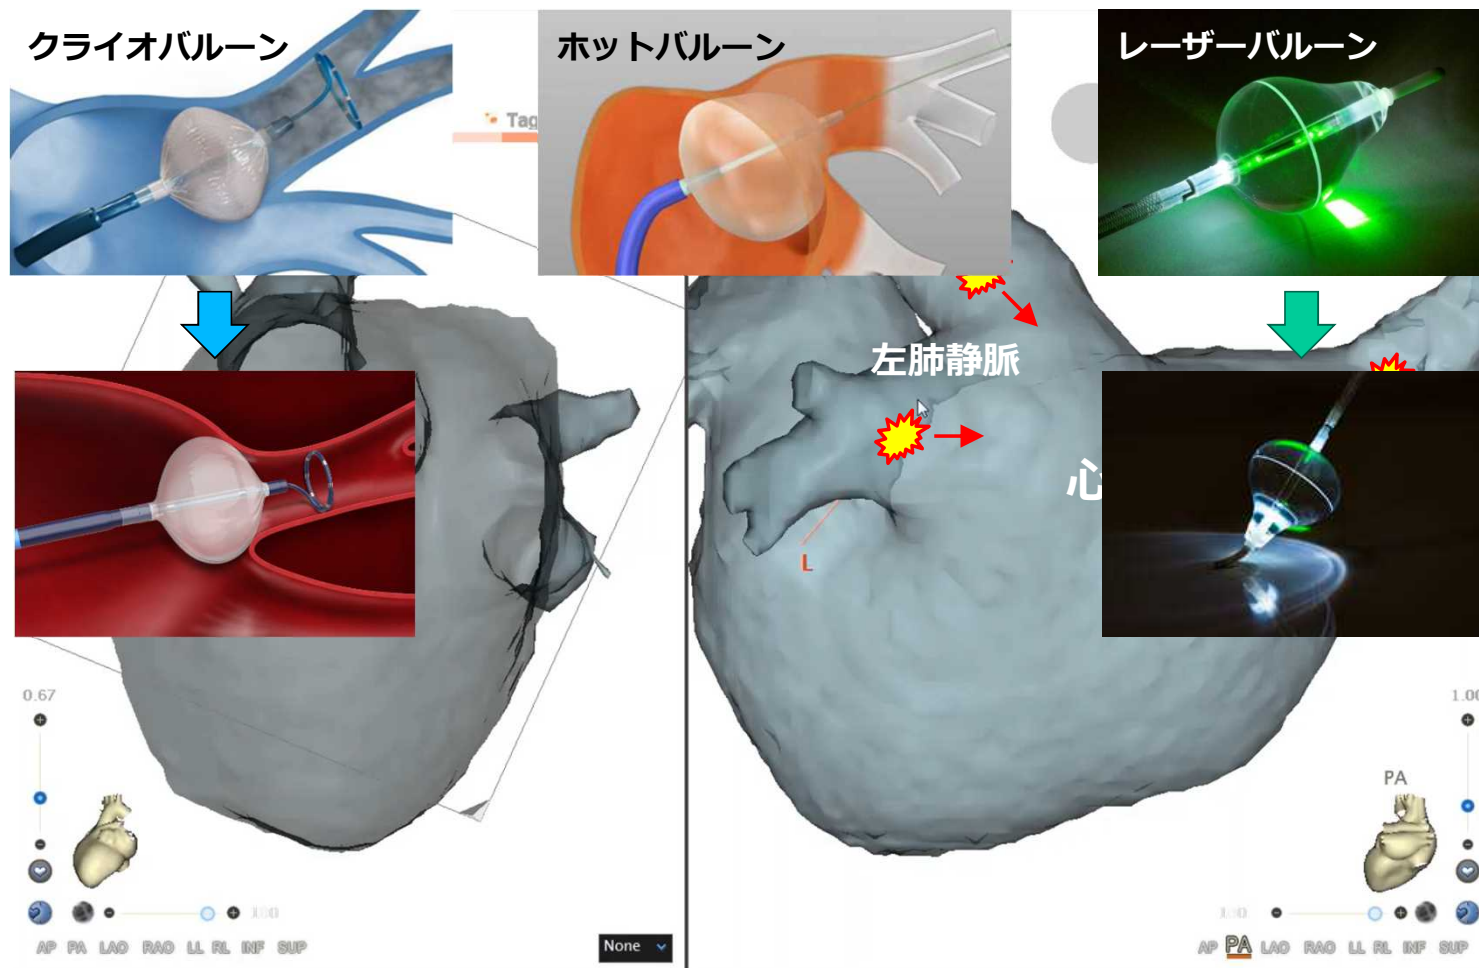 クライオバルーン
ホットバルーン
レーザーバルーン
Tag
左肺静脈
心
L
0.67
1.00
PA
AP PA LAO RAO LL RL INF SUP
None
AP PA LAO RAO LL RL INF SUP